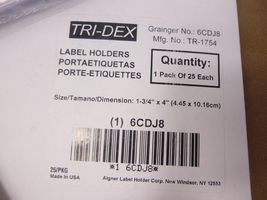 TRI-DEX
Grainger No.: 6CDJ8
Mfg. No.: TR-1754
LABEL HOLDERS
PORTAETIQUETAS
PORTE-ETIQUETTES
Quantity:
1 Pack Of 25 Each
Size/Tamano/Dimension: 1-3/4" x 4" (4.45 x 10.16cm)
(1) 6CDJ8
*1 6CDJ8*
25/PKG
Made in USA
Aigner Label Holder Corp. New Windsor, NY 12553